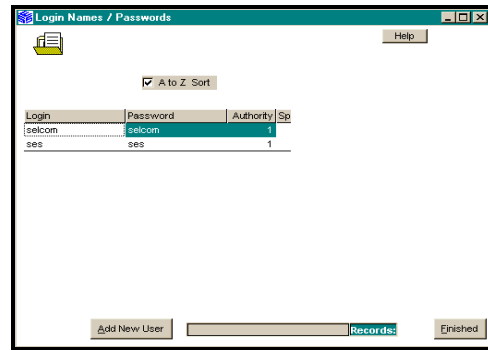 Login Names / Passwords
Help
A to Z Sort
Login Password Authority Sp
selcom selcom 1
ses ses 1
Add New User Records: Finished